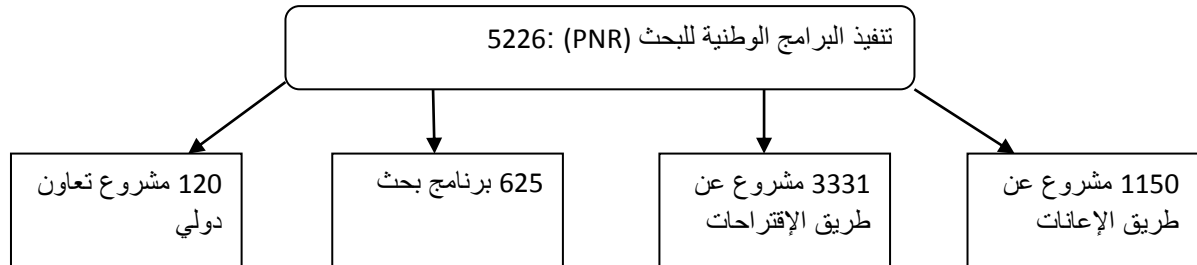 تنفيذ البرامج الوطنية للبحث (PNR) :5226
1150 مشروع عن
طريق الإعانات
3331 مشروع عن
طريق الإقتراحات
625 برنامج بحث
120 مشروع تعاون
دولي